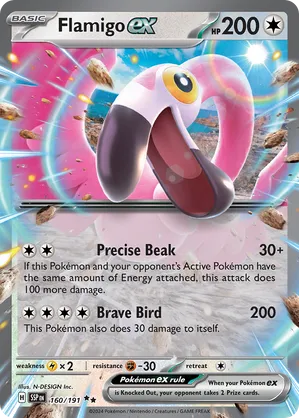 BASIC
Flamigo ex
HP 200
Precise Beak 30+
If this Pokémon and your opponent's Active Pokémon have
the same amount of Energy attached, this attack does
100 more damage.
Brave Bird 200
This Pokémon also does 30 damage to itself.
weakness ×2 resistance -30 retreat
Illus. N-DESIGN Inc.
H SSP EN 160/191 ★★
Pokémon ex rule
When your Pokémon ex
is Knocked Out, your opponent takes 2 Prize cards.
©2024 Pokémon / Nintendo / Creatures / GAME FREAK